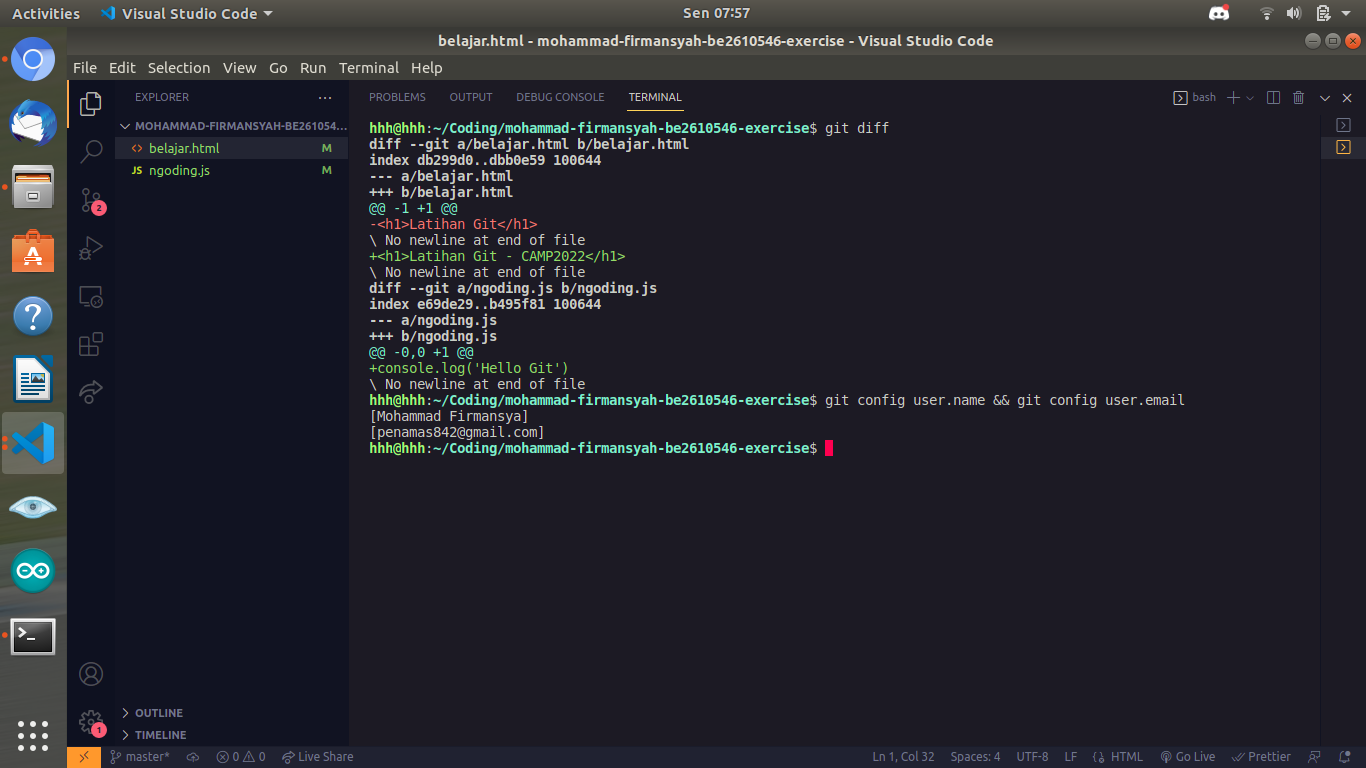 Activities Visual Studio Code Sen 07:57
belajar.html - mohammad-firmansyah-be2610546-exercise - Visual Studio Code
File Edit Selection View Go Run Terminal Help
EXPLORER ...
MOHAMMAD-FIRMANSYAH-BE261054...
<> belajar.html M
JS ngoding.js M
2
PROBLEMS OUTPUT DEBUG CONSOLE TERMINAL bash
hhh@hhh:~/Coding/mohammad-firmansyah-be2610546-exercise$ git diff
diff --git a/belajar.html b/belajar.html
index db299d0..dbb0e59 100644
--- a/belajar.html
+++ b/belajar.html
@@ -1 +1 @@
-<h1>Latihan Git</h1>
\ No newline at end of file
+<h1>Latihan Git - CAMP2022</h1>
\ No newline at end of file
diff --git a/ngoding.js b/ngoding.js
index e69de29..b495f81 100644
--- a/ngoding.js
+++ b/ngoding.js
@@ -0,0 +1 @@
+console.log('Hello Git')
\ No newline at end of file
hhh@hhh:~/Coding/mohammad-firmansyah-be2610546-exercise$ git config user.name && git config user.email
[Mohammad Firmansya]
[penamas842@gmail.com]
hhh@hhh:~/Coding/mohammad-firmansyah-be2610546-exercise$
OUTLINE
TIMELINE
1
master* 0 0 Live Share Ln 1, Col 32 Spaces: 4 UTF-8 LF HTML Go Live Prettier